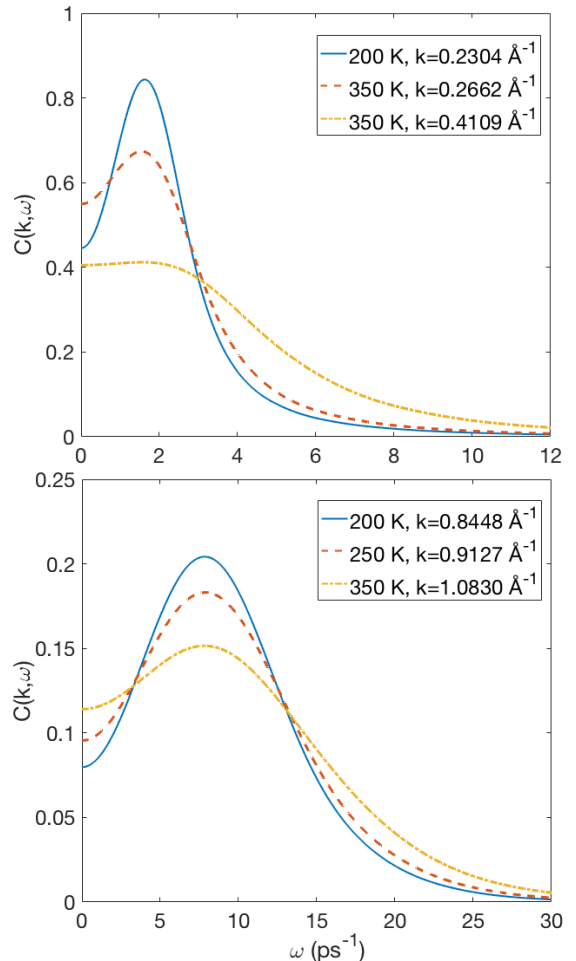 1
0.8
0.6
0.4
0.2
0
C(k,ω)
200 K, k=0.2304 Å⁻¹
350 K, k=0.2662 Å⁻¹
350 K, k=0.4109 Å⁻¹
0 2 4 6 8 10 12
0.25
0.2
0.15
0.1
0.05
0
C(k,ω)
200 K, k=0.8448 Å⁻¹
250 K, k=0.9127 Å⁻¹
350 K, k=1.0830 Å⁻¹
0 5 10 15 20 25 30
ω (ps⁻¹)